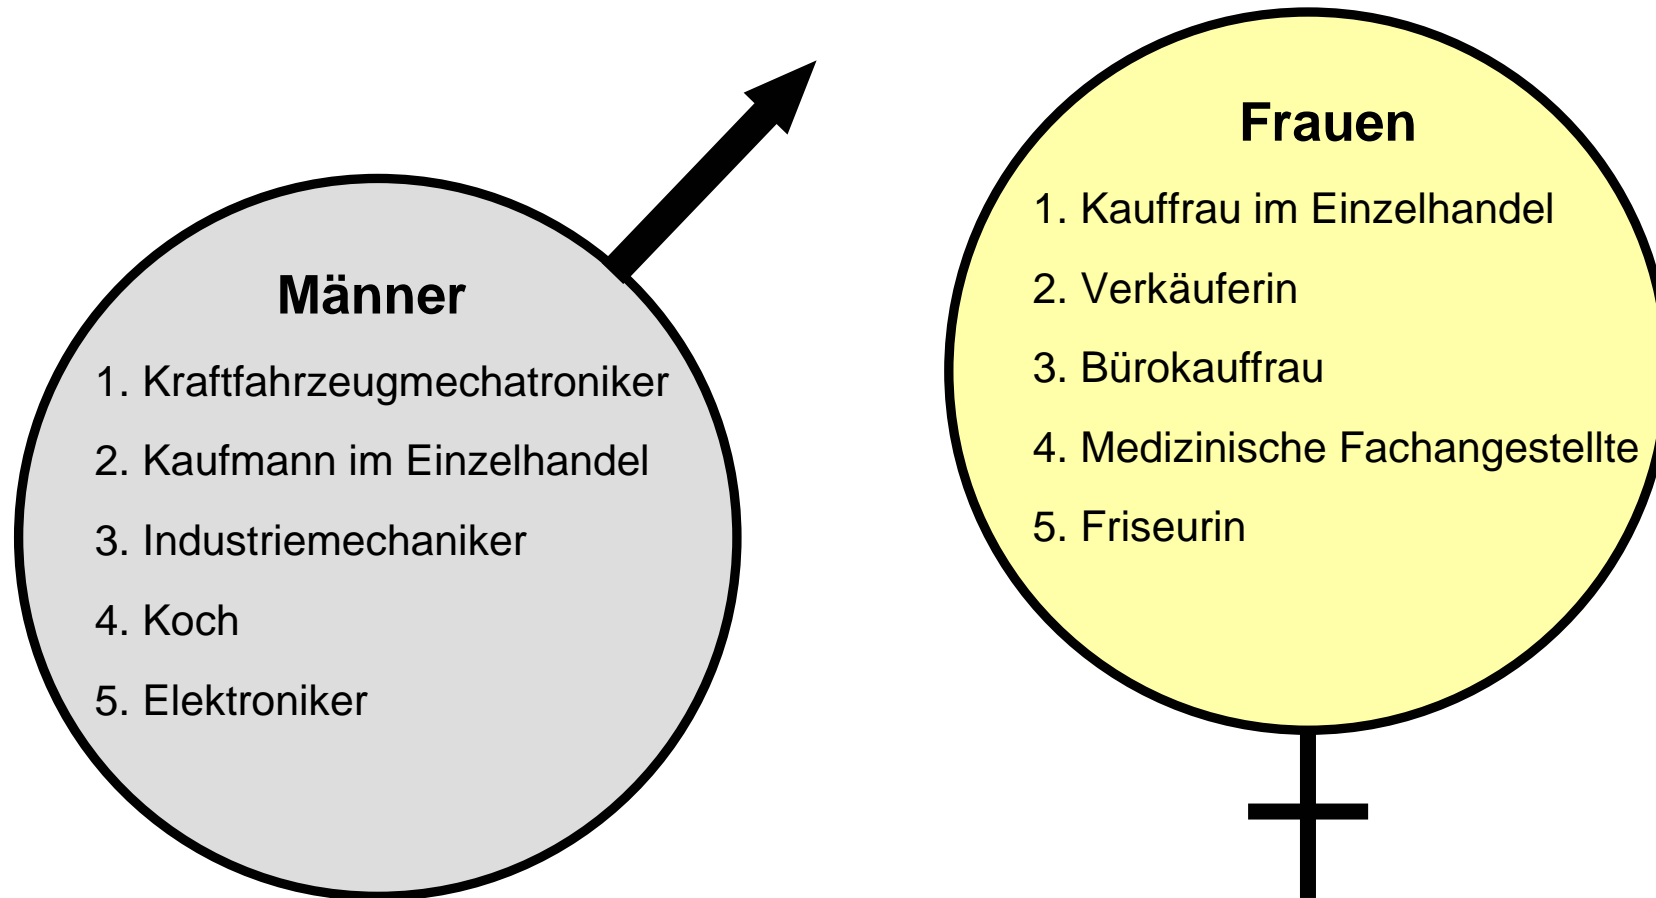 Männer
1. Kraftfahrzeugmechatroniker
2. Kaufmann im Einzelhandel
3. Industriemechaniker
4. Koch
5. Elektroniker
Frauen
1. Kauffrau im Einzelhandel
2. Verkäuferin
3. Bürokauffrau
4. Medizinische Fachangestellte
5. Friseurin